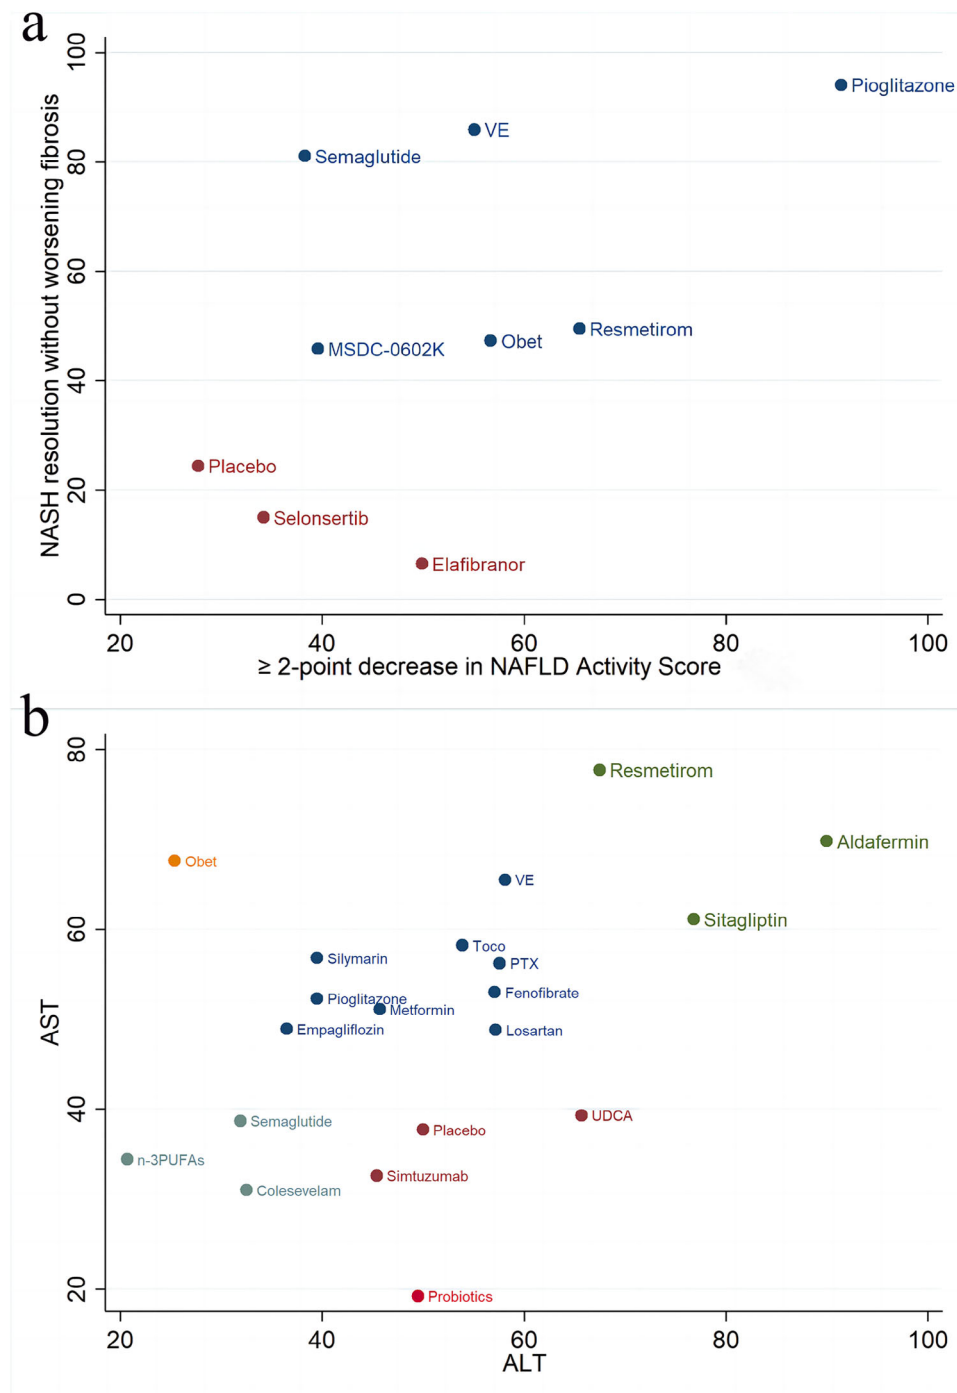 a
NASH resolution without worsening fibrosis
100
80
60
40
20
0
Pioglitazone
VE
Semaglutide
Resmetirom
Obet
MSDC-0602K
Placebo
Selonsertib
Elafibranor
20 40 60 80 100
≥ 2-point decrease in NAFLD Activity Score
b
AST
80
60
40
20
Resmetirom
Aldafermin
Obet
VE
Sitagliptin
Toco
Silymarin
PTX
Fenofibrate
Pioglitazone
Metformin
Empagliflozin
Losartan
UDCA
Semaglutide
Placebo
n-3PUFAs
Simtuzumab
Colesevelam
Probiotics
20 40 60 80 100
ALT